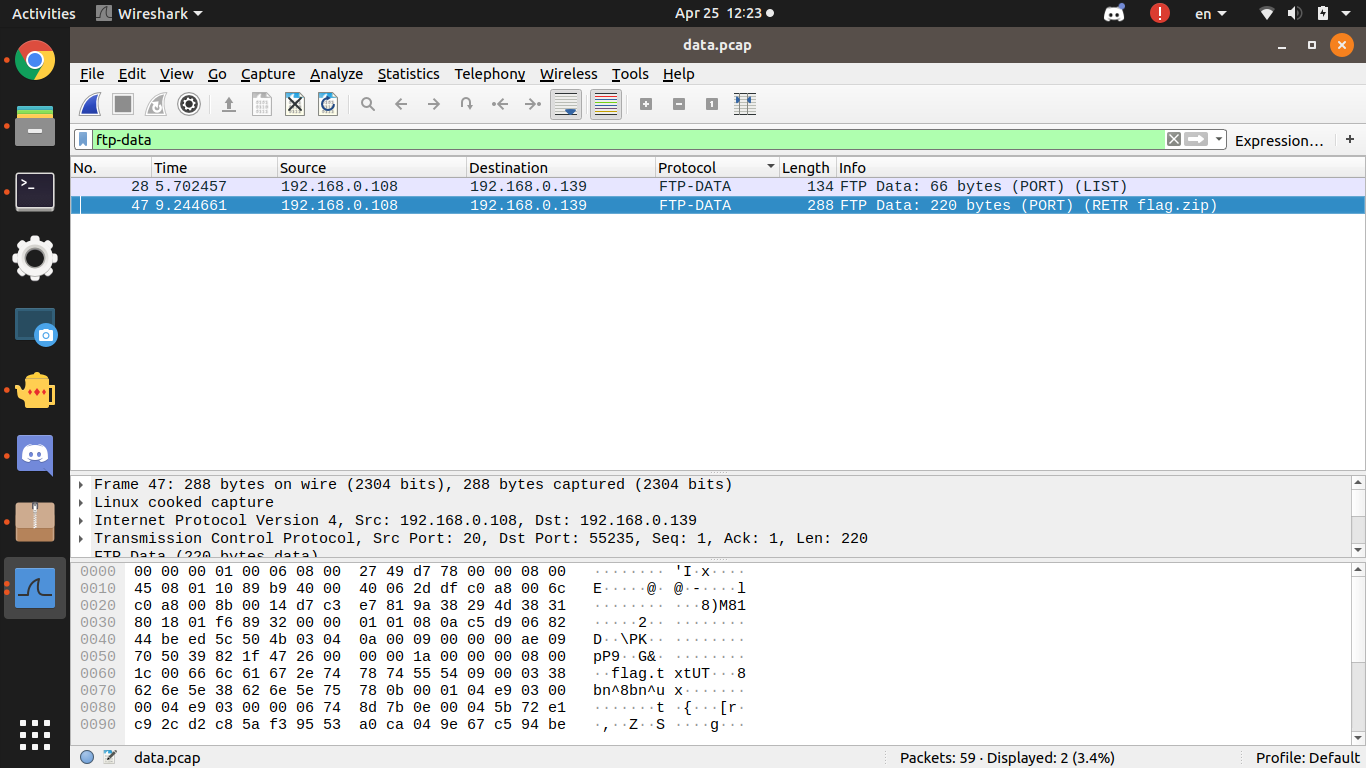 Activities Wireshark Apr 25 12:23 en
data.pcap
File Edit View Go Capture Analyze Statistics Telephony Wireless Tools Help
ftp-data Expression… +
No. Time Source Destination Protocol Length Info
28 5.702457 192.168.0.108 192.168.0.139 FTP-DATA 134 FTP Data: 66 bytes (PORT) (LIST)
47 9.244661 192.168.0.108 192.168.0.139 FTP-DATA 288 FTP Data: 220 bytes (PORT) (RETR flag.zip)
Frame 47: 288 bytes on wire (2304 bits), 288 bytes captured (2304 bits)
Linux cooked capture
Internet Protocol Version 4, Src: 192.168.0.108, Dst: 192.168.0.139
Transmission Control Protocol, Src Port: 20, Dst Port: 55235, Seq: 1, Ack: 1, Len: 220
FTP Data (220 bytes data)
0000 00 00 00 01 00 06 08 00 27 49 d7 78 00 00 08 00 ········ 'I·x····
0010 45 08 01 10 89 b9 40 00 40 06 2d df c0 a8 00 6c E·····@· @·-····l
0020 c0 a8 00 8b 00 14 d7 c3 e7 81 9a 38 29 4d 38 31 ········ ···8)M81
0030 80 18 01 f6 89 32 00 00 01 01 08 0a c5 d9 06 82 ·····2·· ········
0040 44 be ed 5c 50 4b 03 04 0a 00 09 00 00 00 ae 09 D··\PK·· ········
0050 70 50 39 82 1f 47 26 00 00 00 1a 00 00 00 08 00 pP9··G&· ········
0060 1c 00 66 6c 61 67 2e 74 78 74 55 54 09 00 03 38 ··flag.t xtUT···8
0070 62 6e 5e 38 62 6e 5e 75 78 0b 00 01 04 e9 03 00 bn^8bn^u x·······
0080 00 04 e9 03 00 00 06 74 8d 7b 0e 00 04 5b 72 e1 ·······t ·{···[r·
0090 c9 2c d2 c8 5a f3 95 53 a0 ca 04 9e 67 c5 94 be ·,··Z··S ····g···
data.pcap Packets: 59 · Displayed: 2 (3.4%) Profile: Default